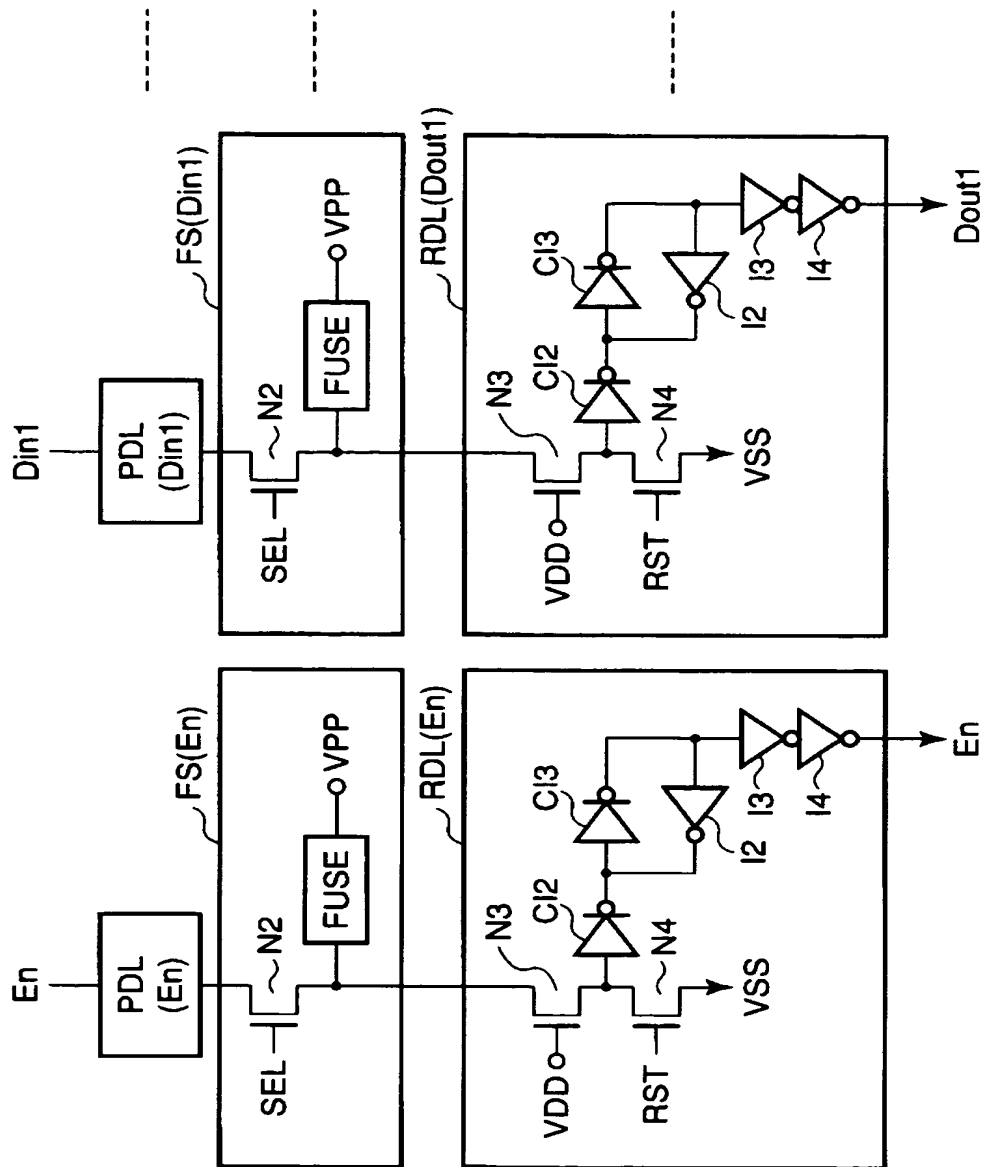 En
PDL
(En)
FS(En)
SEL
N2
FUSE
VPP
RDL(En)
VDD
N3
RST
N4
VSS
CI2
CI3
I2
I3
I4
En
Din1
PDL
(Din1)
FS(Din1)
SEL
N2
FUSE
VPP
RDL(Dout1)
VDD
N3
RST
N4
VSS
CI2
CI3
I2
I3
I4
Dout1